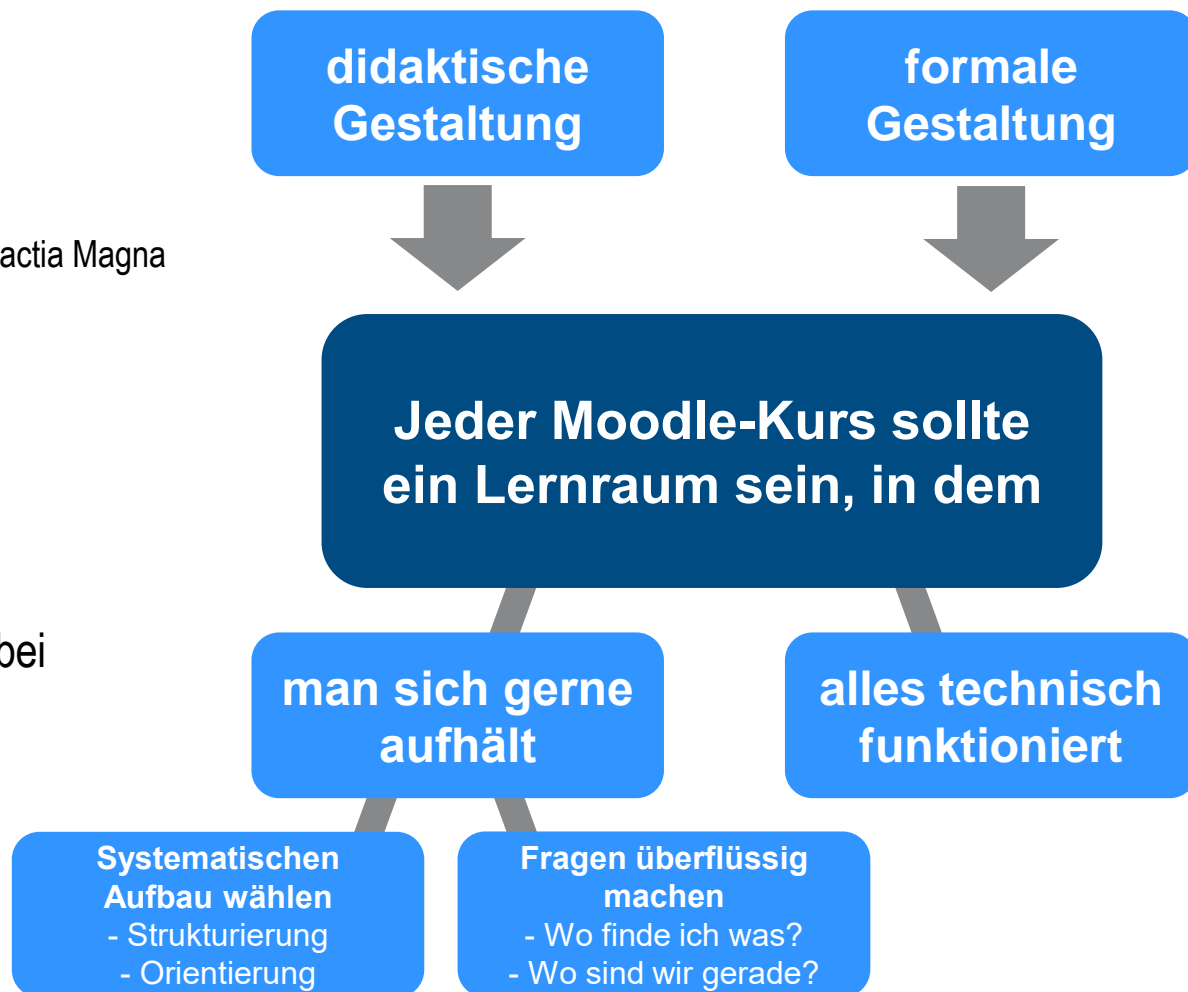 didaktische
Gestaltung
formale
Gestaltung
actia Magna
Jeder Moodle-Kurs sollte
ein Lernraum sein, in dem
bei
man sich gerne
aufhält
alles technisch
funktioniert
Systematischen
Aufbau wählen
- Strukturierung
- Orientierung
Fragen überflüssig
machen
- Wo finde ich was?
- Wo sind wir gerade?